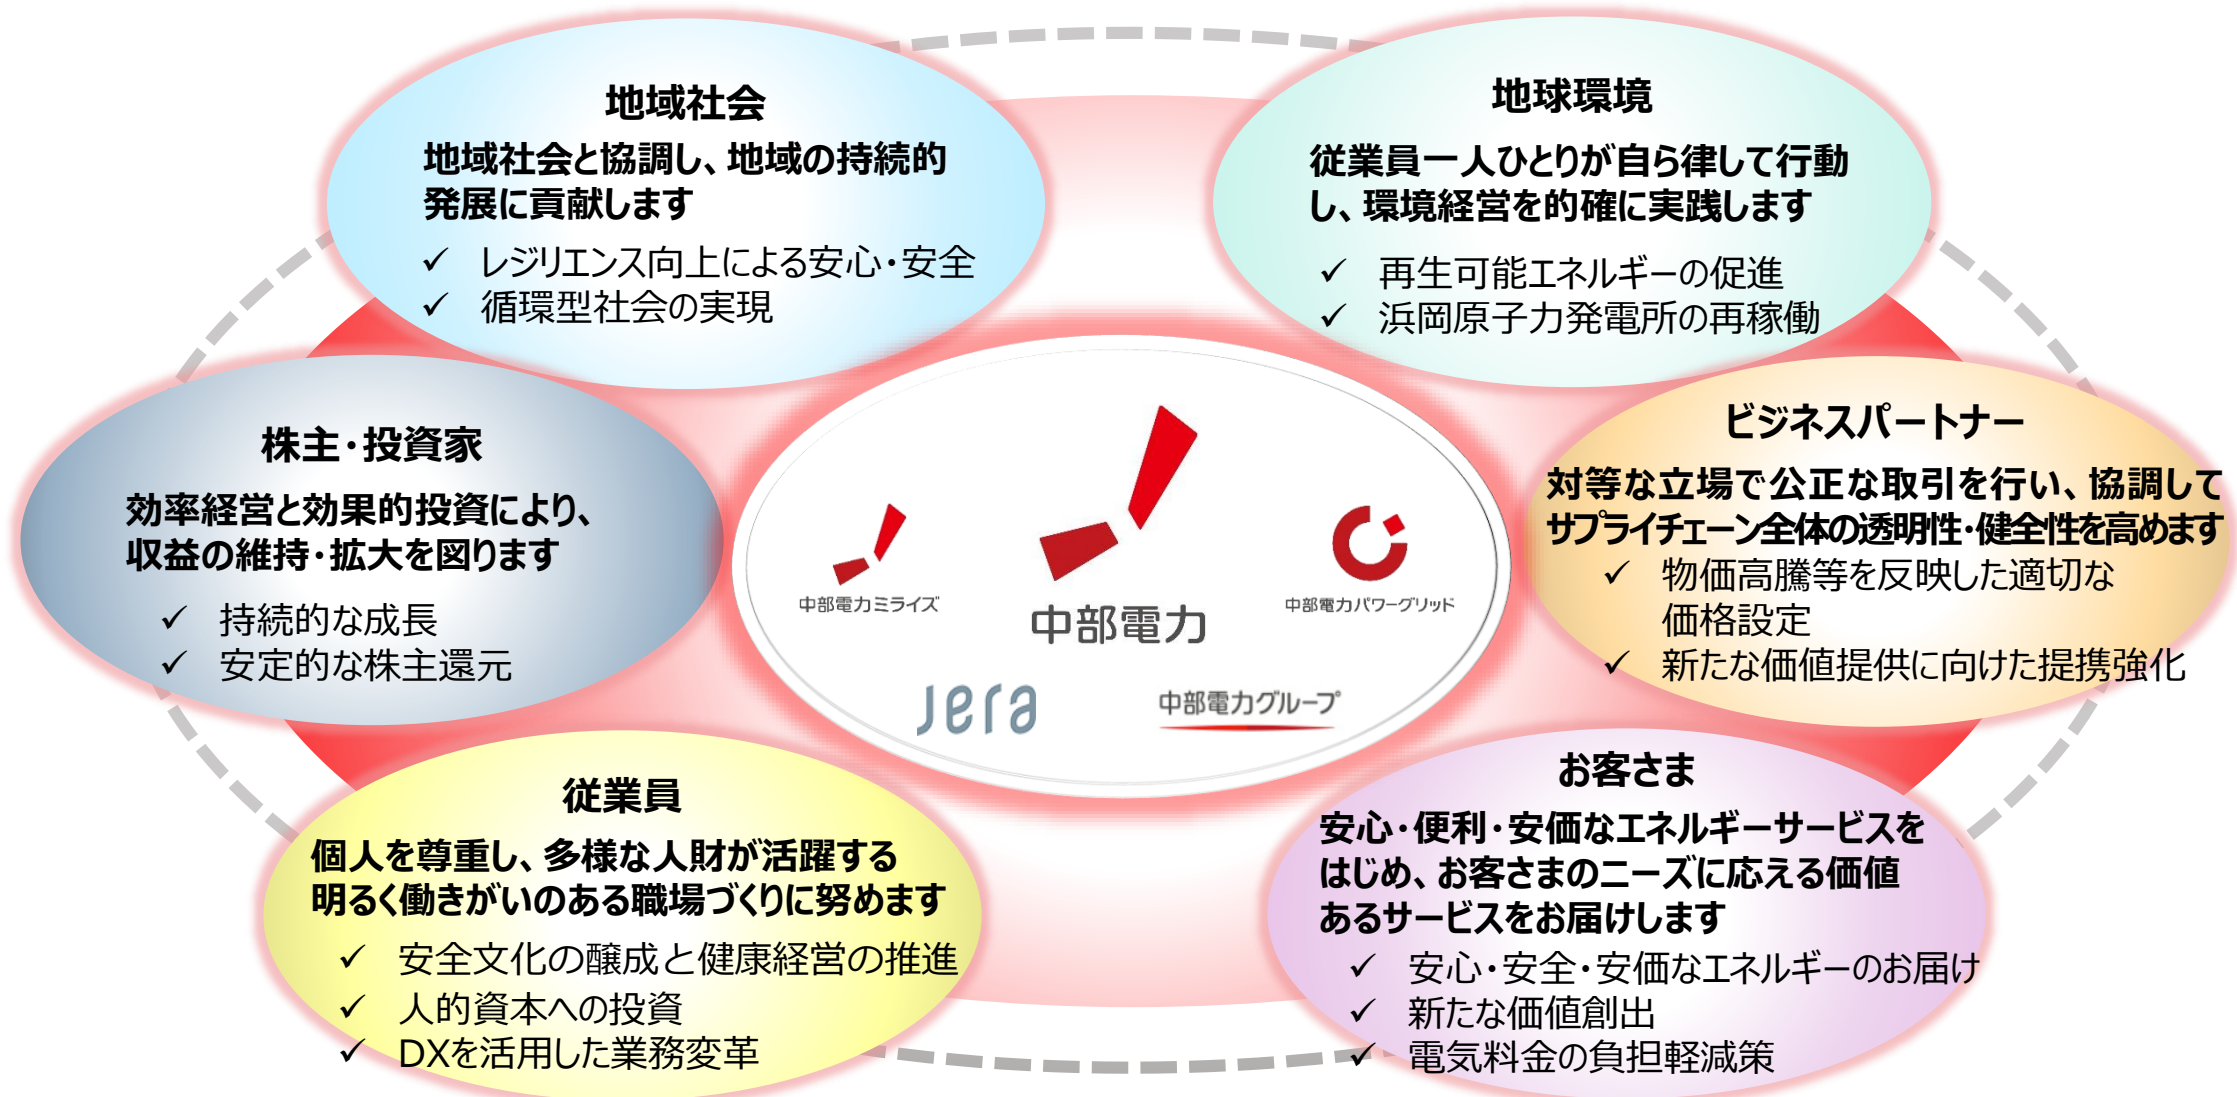 地域社会
地域社会と協調し、地域の持続的
発展に貢献します
✓ レジリエンス向上による安心・安全
✓ 循環型社会の実現
地球環境
従業員一人ひとりが自ら律して行動
し、環境経営を的確に実践します
✓ 再生可能エネルギーの促進
✓ 浜岡原子力発電所の再稼働
株主・投資家
効率経営と効果的投資により、
収益の維持・拡大を図ります
✓ 持続的な成長
✓ 安定的な株主還元
中部電力ミライズ
中部電力
中部電力パワーグリッド
Jera
中部電力グループ
ビジネスパートナー
対等な立場で公正な取引を行い、協調して
サプライチェーン全体の透明性・健全性を高めます
✓ 物価高騰等を反映した適切な
価格設定
✓ 新たな価値提供に向けた提携強化
従業員
個人を尊重し、多様な人財が活躍する
明るく働きがいのある職場づくりに努めます
✓ 安全文化の醸成と健康経営の推進
✓ 人的資本への投資
✓ DXを活用した業務変革
お客さま
安心・便利・安価なエネルギーサービスを
はじめ、お客さまのニーズに応える価値
あるサービスをお届けします
✓ 安心・安全・安価なエネルギーのお届け
✓ 新たな価値創出
✓ 電気料金の負担軽減策